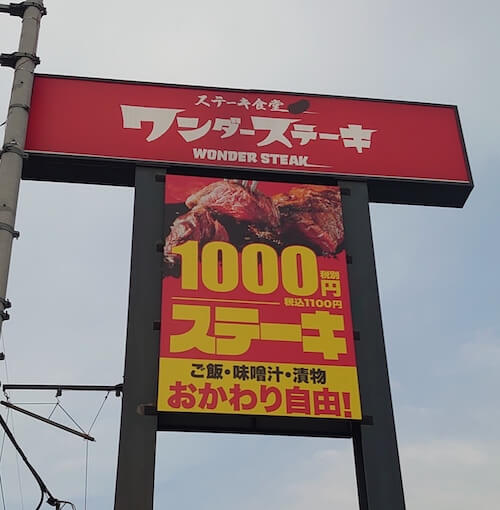 ステーキ食堂
ワンダーステーキ
WONDER STEAK
1000円
税別
税込1100円
ステーキ
ご飯・味噌汁・漬物
おかわり自由!